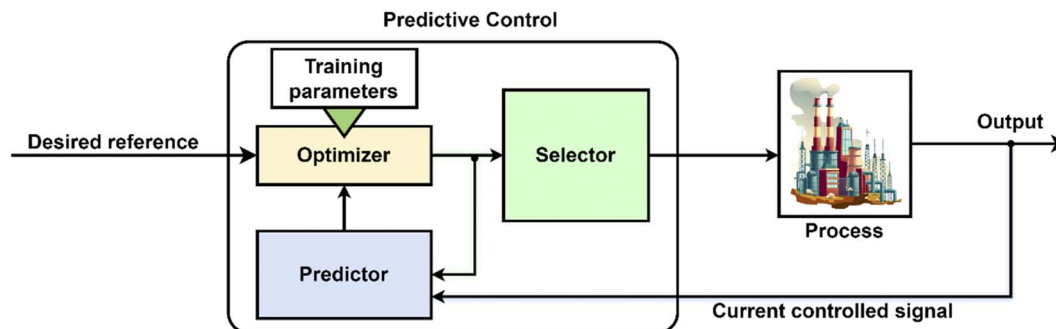 Predictive Control
Training
parameters
Desired reference
Optimizer
Selector
Output
Process
Predictor
Current controlled signal